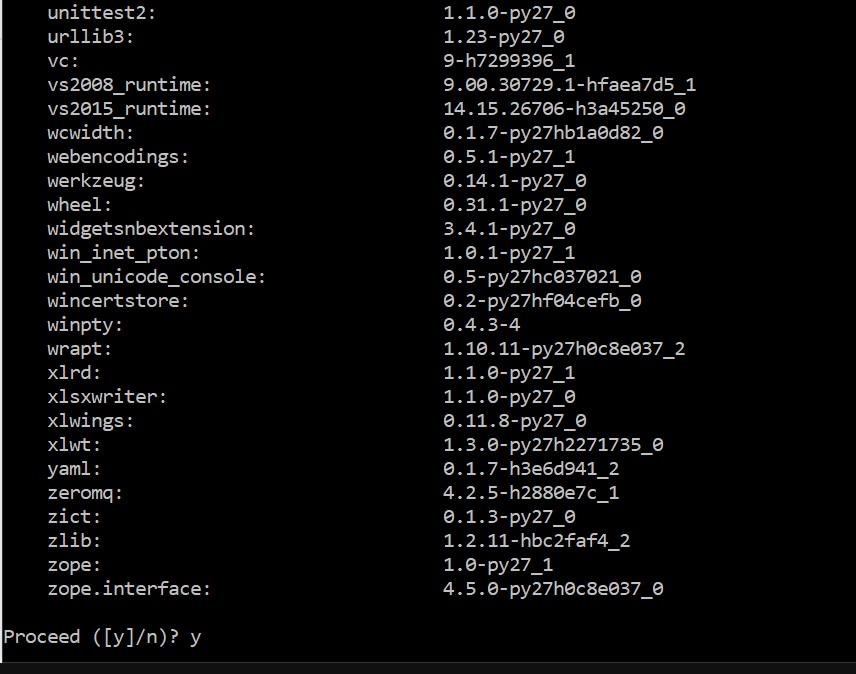 unittest2: 1.1.0-py27_0
urllib3: 1.23-py27_0
vc: 9-h7299396_1
vs2008_runtime: 9.00.30729.1-hfaea7d5_1
vs2015_runtime: 14.15.26706-h3a45250_0
wcwidth: 0.1.7-py27hb1a0d82_0
webencodings: 0.5.1-py27_1
werkzeug: 0.14.1-py27_0
wheel: 0.31.1-py27_0
widgetsnbextension: 3.4.1-py27_0
win_inet_pton: 1.0.1-py27_1
win_unicode_console: 0.5-py27hc037021_0
wincertstore: 0.2-py27hf04cefb_0
winpty: 0.4.3-4
wrapt: 1.10.11-py27h0c8e037_2
xlrd: 1.1.0-py27_1
xlsxwriter: 1.1.0-py27_0
xlwings: 0.11.8-py27_0
xlwt: 1.3.0-py27h2271735_0
yaml: 0.1.7-h3e6d941_2
zeromq: 4.2.5-h2880e7c_1
zict: 0.1.3-py27_0
zlib: 1.2.11-hbc2faf4_2
zope: 1.0-py27_1
zope.interface: 4.5.0-py27h0c8e037_0
Proceed ([y]/n)? y